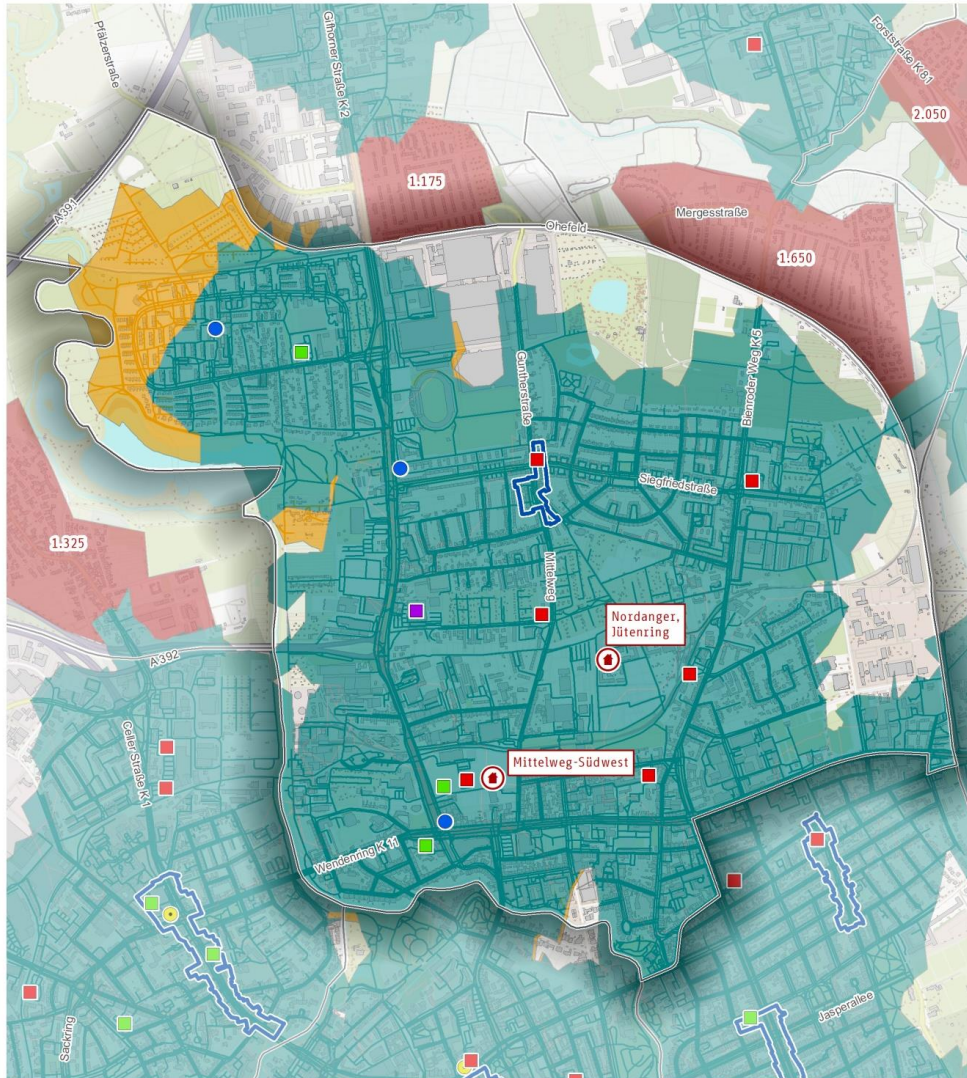 Pfälzerstraße
Gifhorner Straße K 2
Forststraße K 81
2.050
1.175
A 391
Mergesstraße
Ohefeld
1.650
Guntherstraße
Bienroder Weg K 5
Siegfriedstraße
1.325
Mittelweg
Nordanger,
Jütenring
A 392
Celler Straße K 1
Mittelweg-Südwest
Wendenring K 11
Sackring
Jasperallee